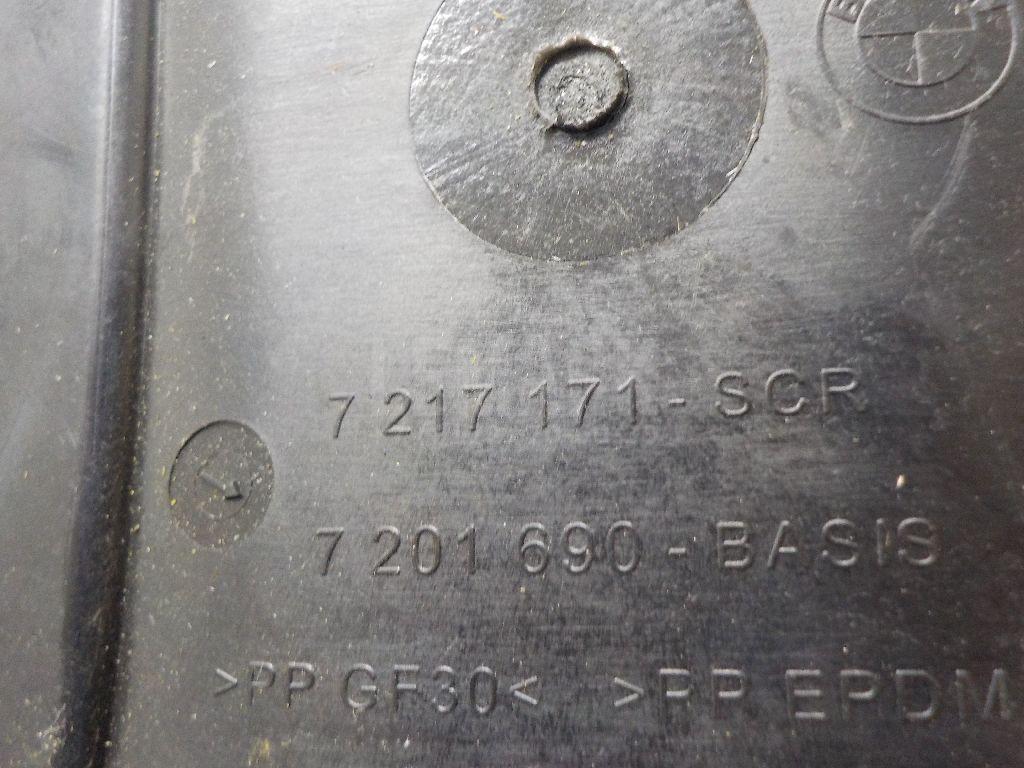 7 217 171 - SCR
7 201 690 - BASIS
>PP GF30< >PP EPDM